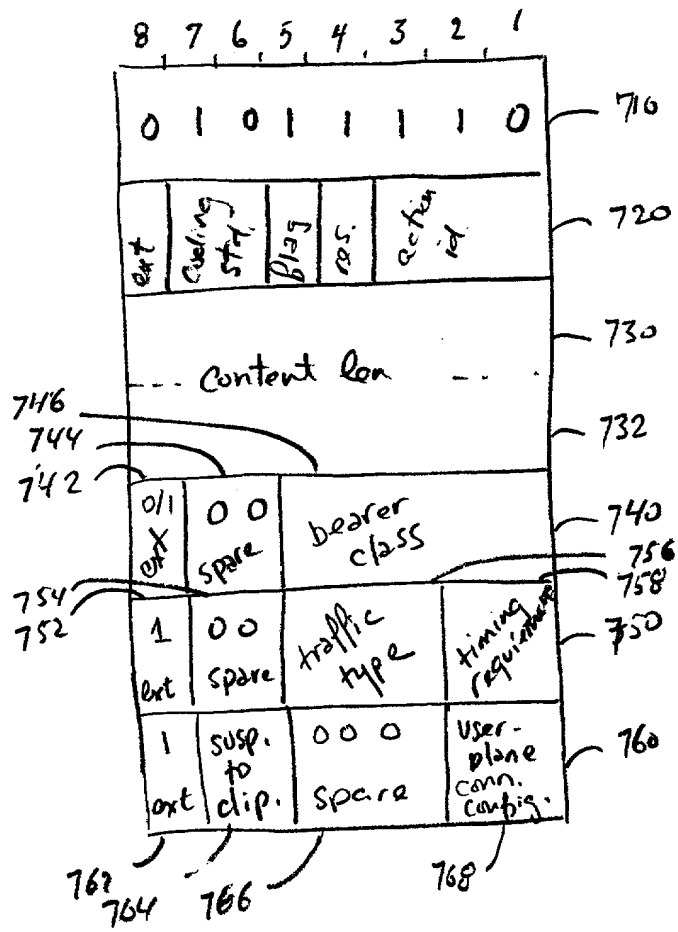 8 7 6 5 4 3 2 1
0 1 0 1 1 1 1 0 710
ext Coding std. flag res. action id 720
730
--- Content len - --
746
744
742
732
0/1 ext 0 0 spare bearer class 740
756
758
754
752
1 ext 0 0 spare traffic type timing requirements 750
1 ext susp. to clip. 0 0 0 spare user-plane conn. config. 760
762
764
766
768